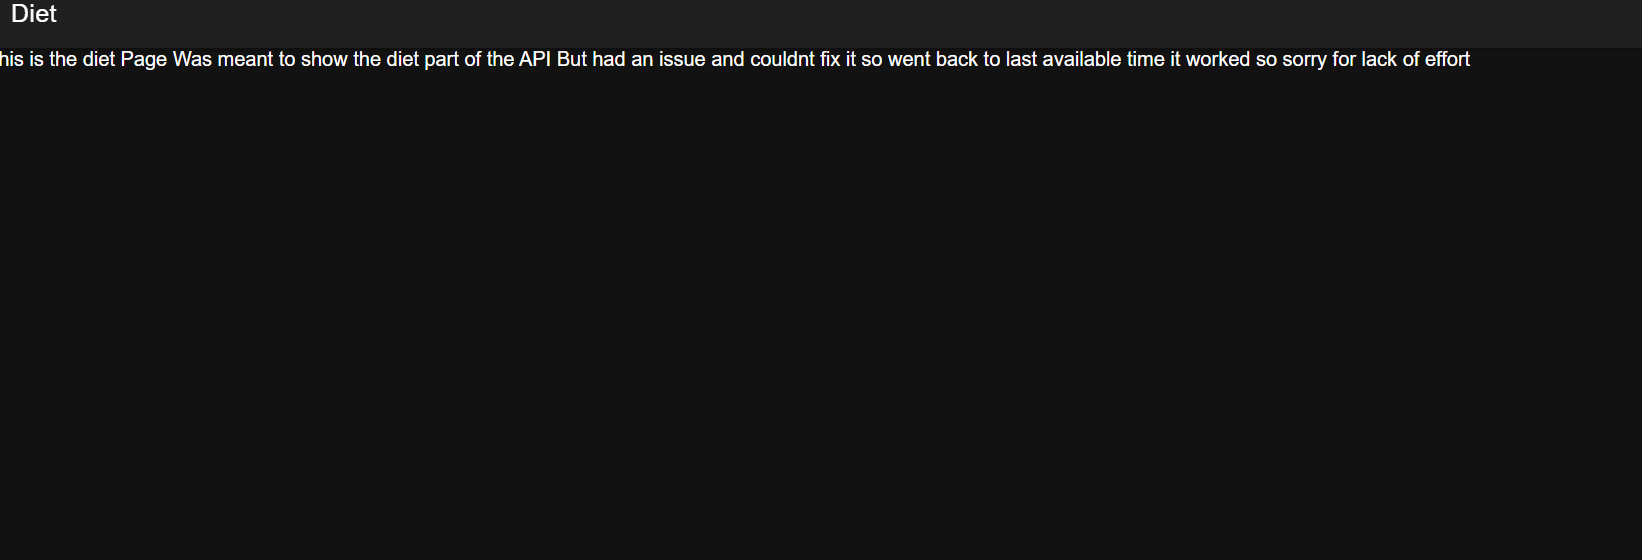 Diet
his is the diet Page Was meant to show the diet part of the API But had an issue and couldnt fix it so went back to last available time it worked so sorry for lack of effort